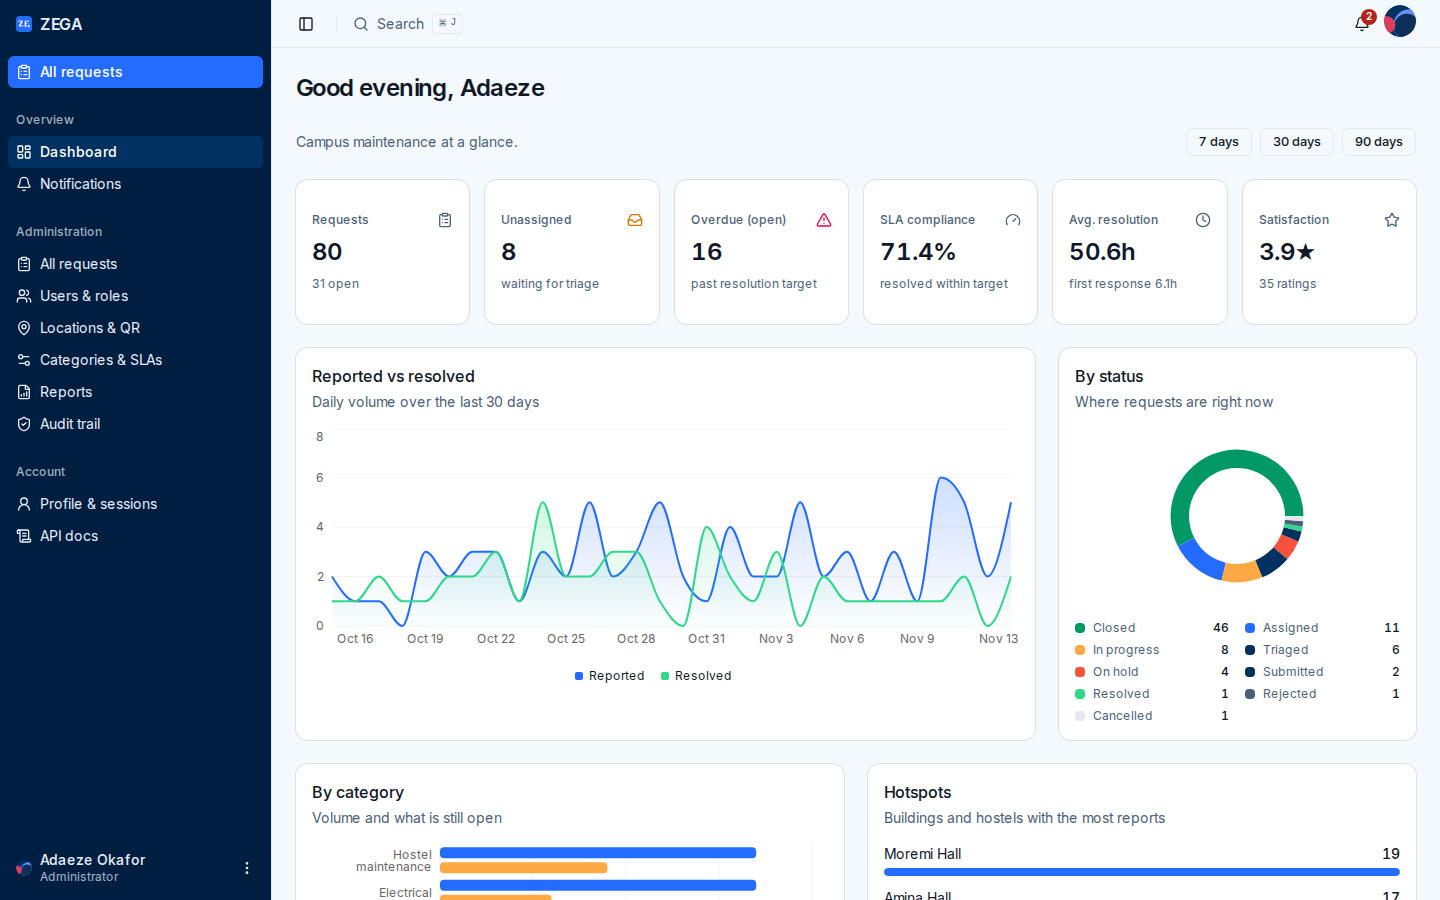 ZEGA
All requests
Overview
Dashboard
Notifications
Administration
All requests
Users & roles
Locations & QR
Categories & SLAs
Reports
Audit trail
Account
Profile & sessions
API docs
Adaeze Okafor
Administrator
Search ⌘ J
2
Good evening, Adaeze
Campus maintenance at a glance.
7 days
30 days
90 days
Requests
80
31 open
Unassigned
8
waiting for triage
Overdue (open)
16
past resolution target
SLA compliance
71.4%
resolved within target
Avg. resolution
50.6h
first response 6.1h
Satisfaction
3.9★
35 ratings
Reported vs resolved
Daily volume over the last 30 days
8
6
4
2
0
Oct 16 Oct 19 Oct 22 Oct 25 Oct 28 Oct 31 Nov 3 Nov 6 Nov 9 Nov 13
Reported Resolved
By status
Where requests are right now
Closed 46 Assigned 11
In progress 8 Triaged 6
On hold 4 Submitted 2
Resolved 1 Rejected 1
Cancelled 1
By category
Volume and what is still open
Hostel
maintenance
Electrical
Hotspots
Buildings and hostels with the most reports
Moremi Hall 19
Amina Hall 17